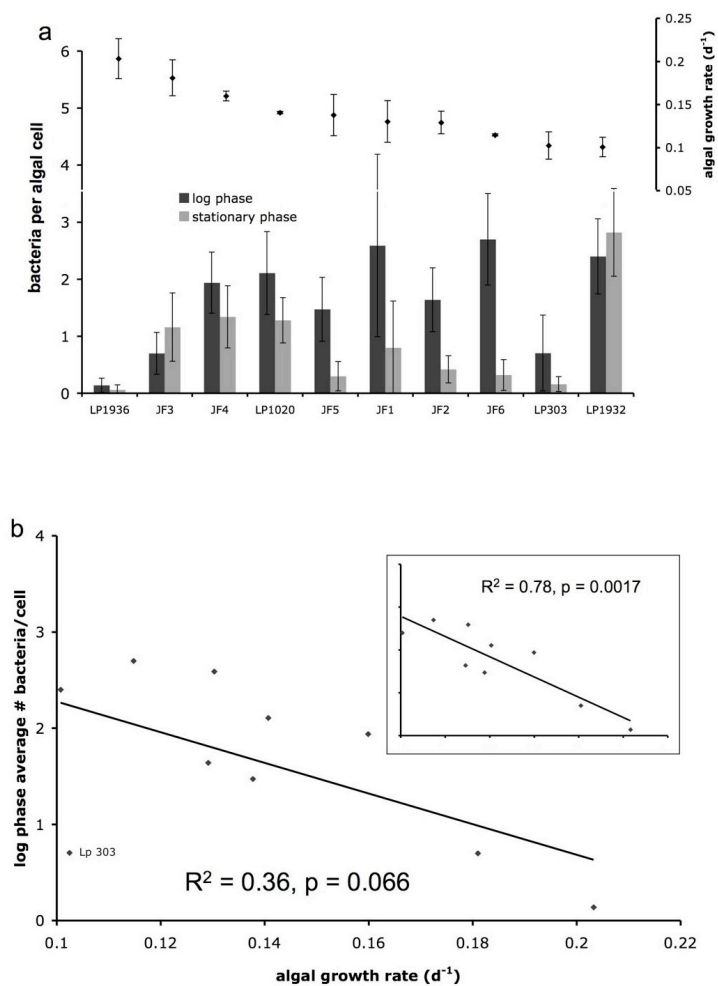 a
6
5
4
3
2
1
0
bacteria per algal cell
0.25
0.2
0.15
0.1
0.05
algal growth rate (d⁻¹)
log phase
stationary phase
LP1936 JF3 JF4 LP1020 JF5 JF1 JF2 JF6 LP303 LP1932
b
4
3
2
1
0
log phase average # bacteria/cell
R² = 0.78, p = 0.0017
Lp 303
R² = 0.36, p = 0.066
0.1 0.12 0.14 0.16 0.18 0.2 0.22
algal growth rate (d⁻¹)